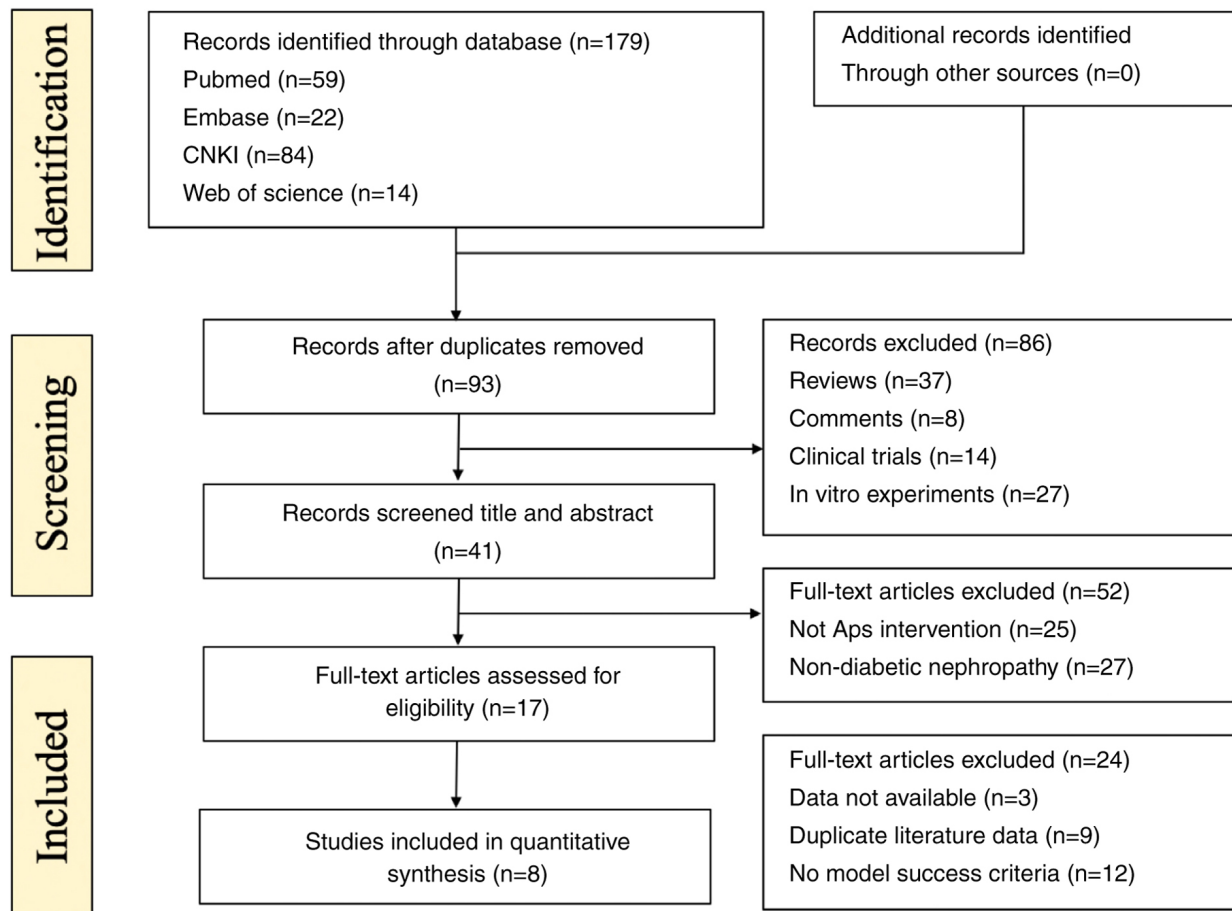 Identification
Records identified through database (n=179)
Pubmed (n=59)
Embase (n=22)
CNKI (n=84)
Web of science (n=14)
Additional records identified
Through other sources (n=0)
Screening
Records after duplicates removed
(n=93)
Records excluded (n=86)
Reviews (n=37)
Comments (n=8)
Clinical trials (n=14)
In vitro experiments (n=27)
Records screened title and abstract
(n=41)
Full-text articles excluded (n=52)
Not Aps intervention (n=25)
Non-diabetic nephropathy (n=27)
Included
Full-text articles assessed for
eligibility (n=17)
Full-text articles excluded (n=24)
Data not available (n=3)
Duplicate literature data (n=9)
No model success criteria (n=12)
Studies included in quantitative
synthesis (n=8)